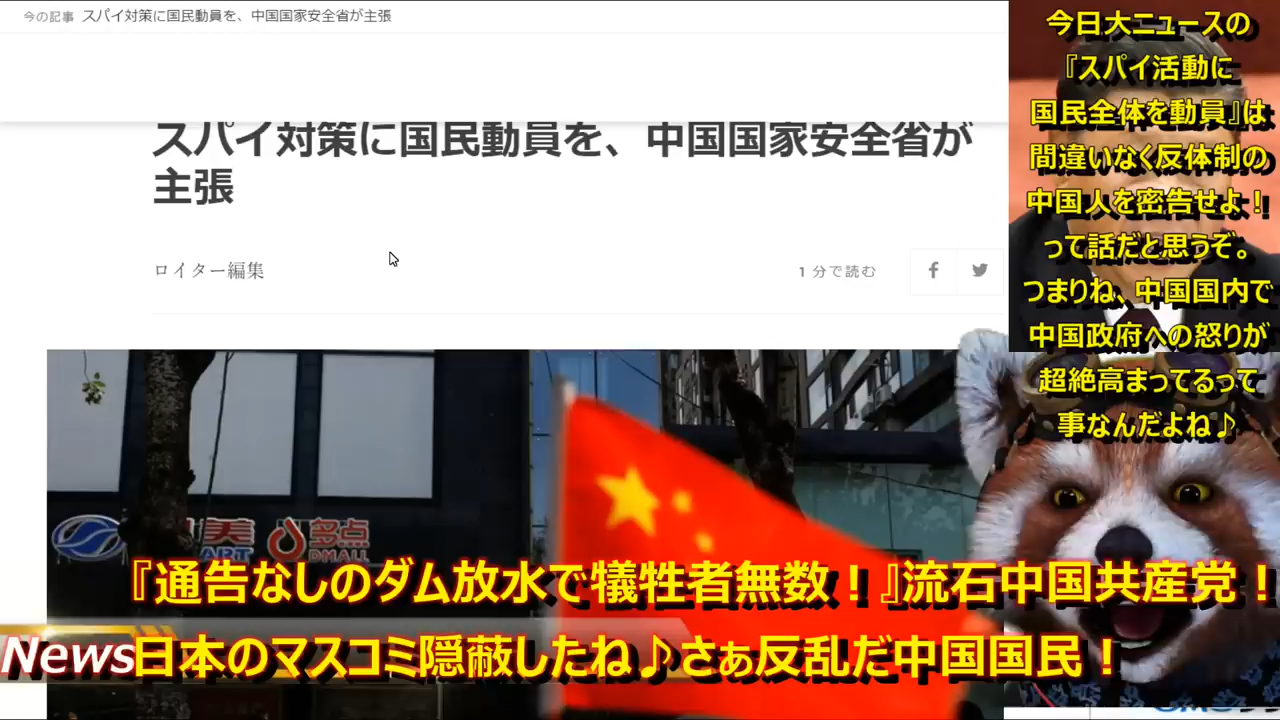 今の記事 スパイ対策に国民動員を、中国国家安全省が主張
スパイ対策に国民動員を、中国国家安全省が
主張
ロイター編集
1 分で読む
今日大ニュースの
『スパイ活動に
国民全体を動員』は
間違いなく反体制の
中国人を密告せよ！
って話だと思うぞ。
つまりね、中国国内で
中国政府への怒りが
超絶高まってるって
事なんだよね♪
美
ART
多点
DMALL
『通告なしのダム放水で犠牲者無数！』流石中国共産党！
News
日本のマスコミ隠蔽したね♪さぁ反乱だ中国国民！